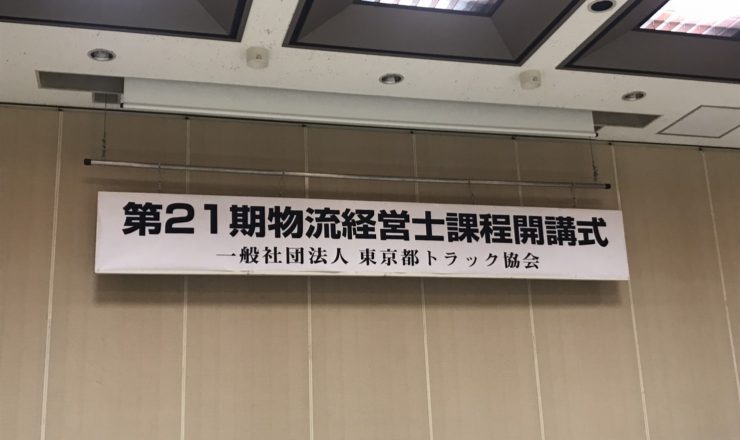 第21期物流経営士課程開講式
一般社団法人 東京都トラック協会